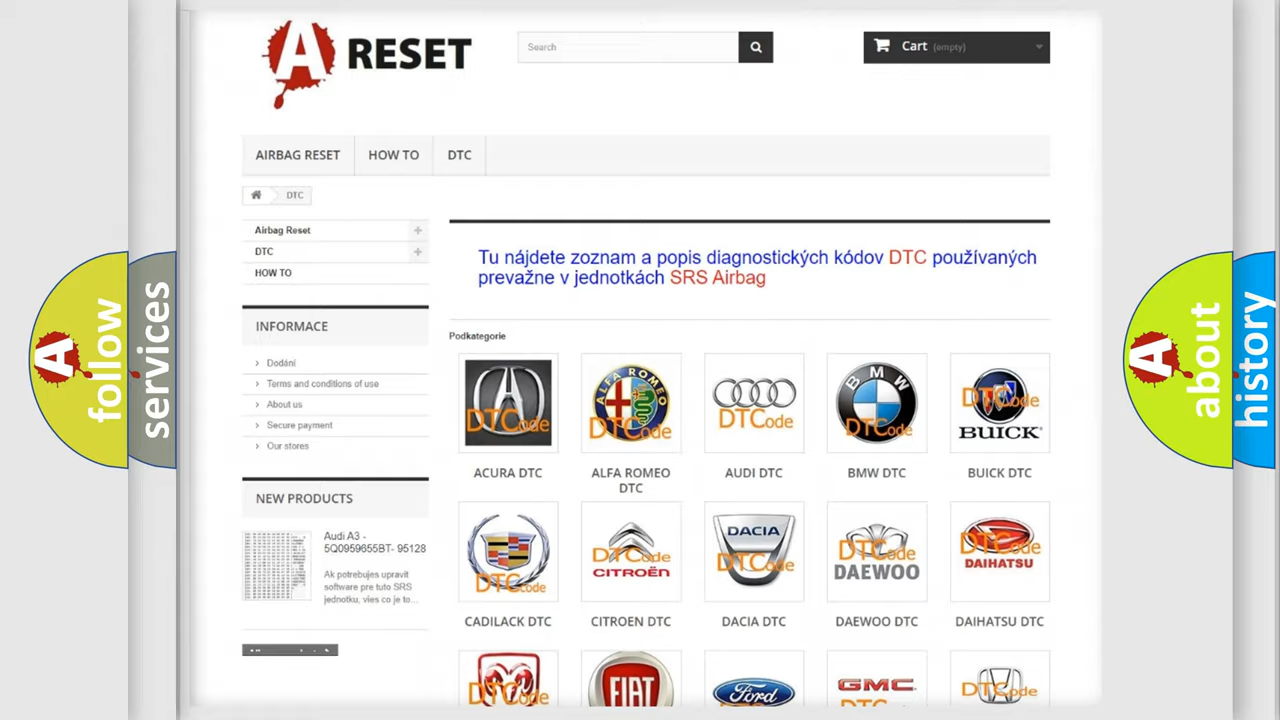 A RESET
Search
Cart (empty)
AIRBAG RESET
HOW TO
DTC
DTC
Airbag Reset
DTC
HOW TO
Tu nájdete zoznam a popis diagnostických kódov DTC používaných
prevažne v jednotkách SRS Airbag
INFORMACE
Dodání
Terms and conditions of use
About us
Secure payment
Our stores
NEW PRODUCTS
Audi A3 -
5Q0959655BT- 95128
Ak potrebujes upravit
software pre tuto SRS
jednotku, vies co je to...
Podkategorie
DTCode
ALFA ROMEO
DTCode
DTCode
BMW
DTCode
DTCode
BUICK
ACURA DTC
ALFA ROMEO
DTC
AUDI DTC
BMW DTC
BUICK DTC
DTCode
DTCode
CITROËN
DACIA
DTCode
DTCode
DAEWOO
DTCode
DAIHATSU
CADILACK DTC
CITROEN DTC
DACIA DTC
DAEWOO DTC
DAIHATSU DTC
DTCode
FIAT
Ford
GMC
DTCode
A follow
services
A about
history